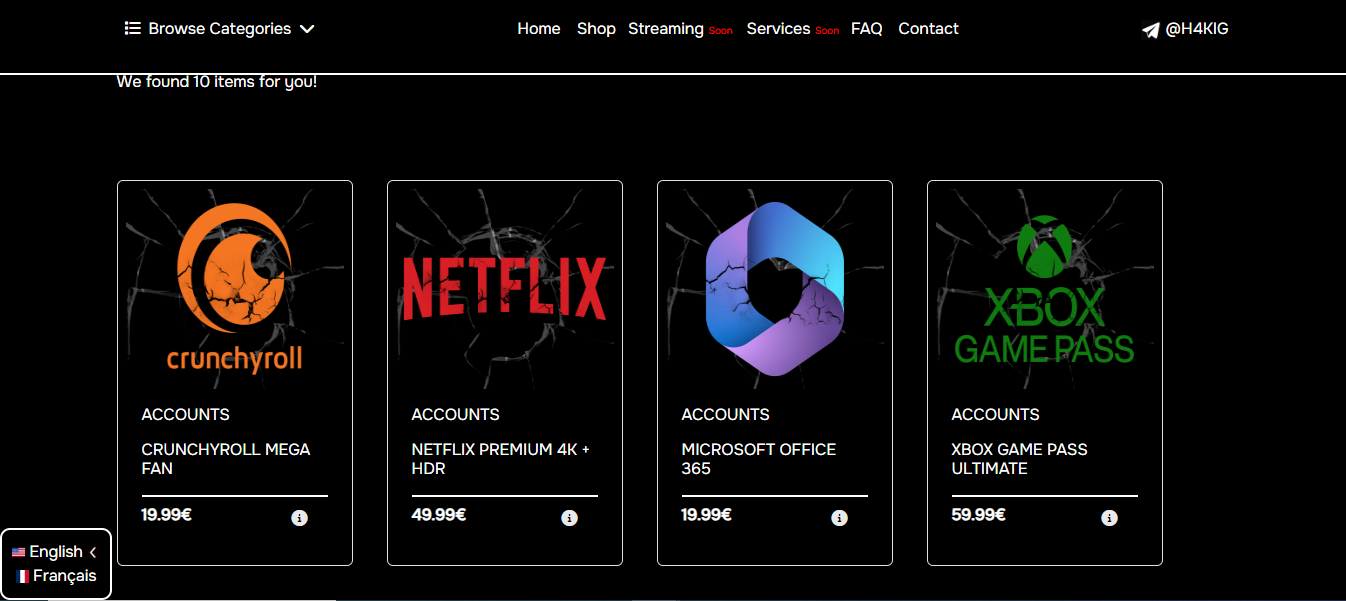 Browse Categories
Home Shop Streaming Soon Services Soon FAQ Contact
@H4KIG
We found 10 items for you!
crunchyroll
ACCOUNTS
CRUNCHYROLL MEGA
FAN
19.99€
NETFLIX
ACCOUNTS
NETFLIX PREMIUM 4K +
HDR
49.99€
ACCOUNTS
MICROSOFT OFFICE
365
19.99€
XBOX
GAME PASS
ACCOUNTS
XBOX GAME PASS
ULTIMATE
59.99€
English
Français